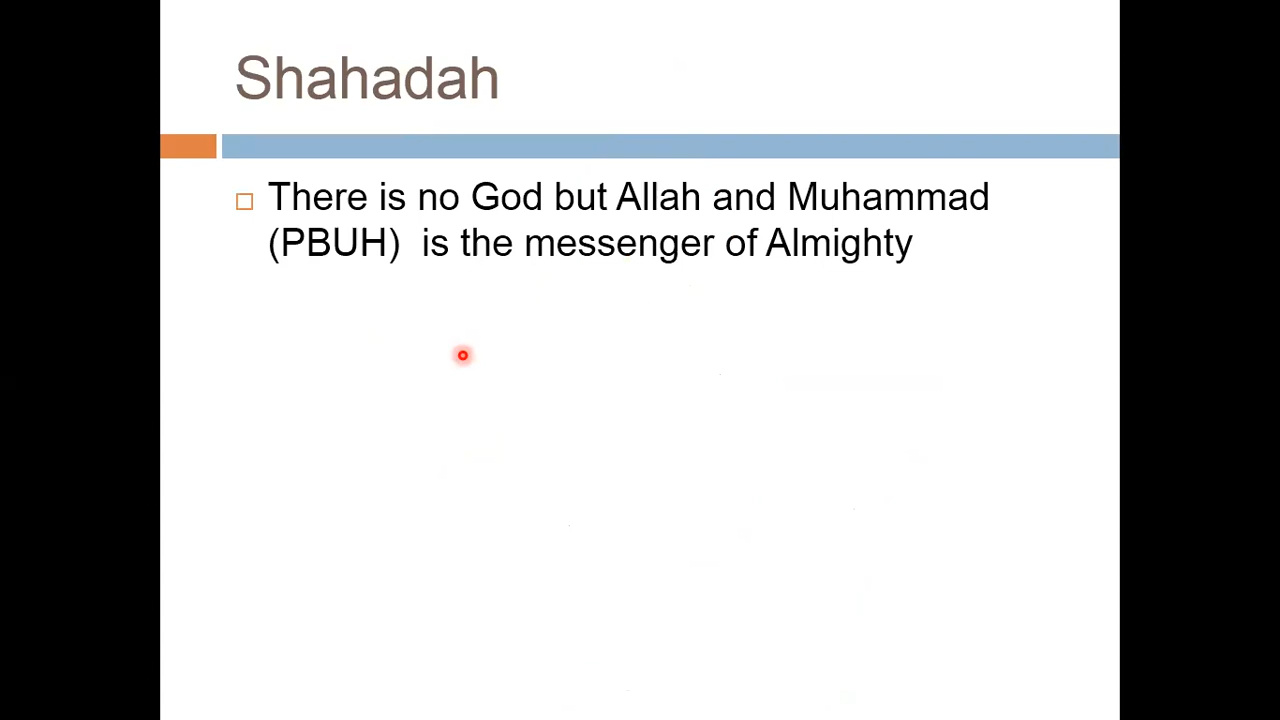 Shahadah
There is no God but Allah and Muhammad
(PBUH)  is the messenger of Almighty